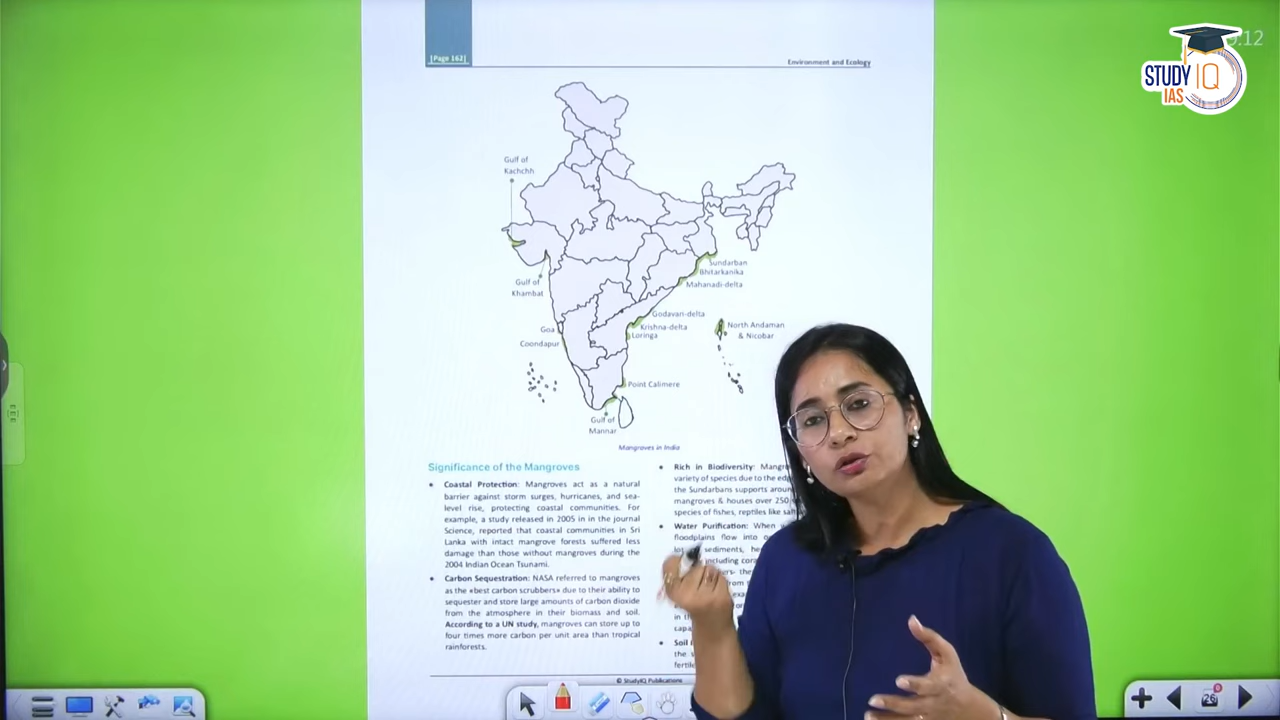 [Page 162]
Environment and Ecology
STUDY IQ
IAS
9.12
Gulf of
Kachchh
Gulf of
Khambat
Goa
Coondapur
Sundarban
Bhitarkanika
Mahanadi-delta
Godavari-delta
Krishna-delta
Loringa
North Andaman
& Nicobar
Point Calimere
Gulf of
Mannar
Mangroves in India
Significance of the Mangroves
• Coastal Protection: Mangroves act as a natural
barrier against storm surges, hurricanes, and sea-
level rise, protecting coastal communities. For
example, a study released in 2005 in in the journal
Science, reported that coastal communities in Sri
Lanka with intact mangrove forests suffered less
damage than those without mangroves during the
2004 Indian Ocean Tsunami.
• Carbon Sequestration: NASA referred to mangroves
as the «best carbon scrubbers» due to their ability to
sequester and store large amounts of carbon dioxide
from the atmosphere in their biomass and soil.
According to a UN study, mangroves can store up to
four times more carbon per unit area than tropical
rainforests.
• Rich in Biodiversity:
variety of species due to the
the Sundarbans supports
mangroves & houses over 250
species of fishes, reptiles like
• Water Purification: When
floodplains flow into
sediments,
including
from
in
• Soil
the
© StudyIQ Publications
26